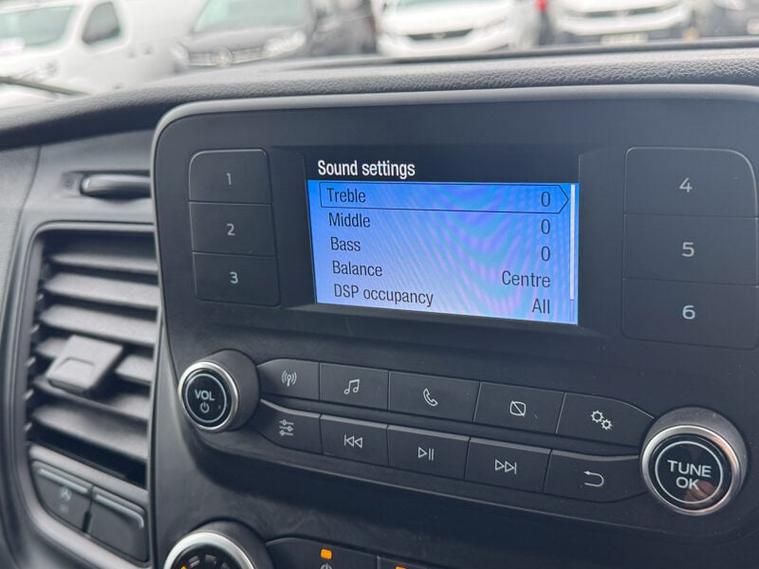 Sound settings
Treble 0
Middle 0
Bass 0
Balance Centre
DSP occupancy All
1
2
3
4
5
6
VOL
TUNE
OK